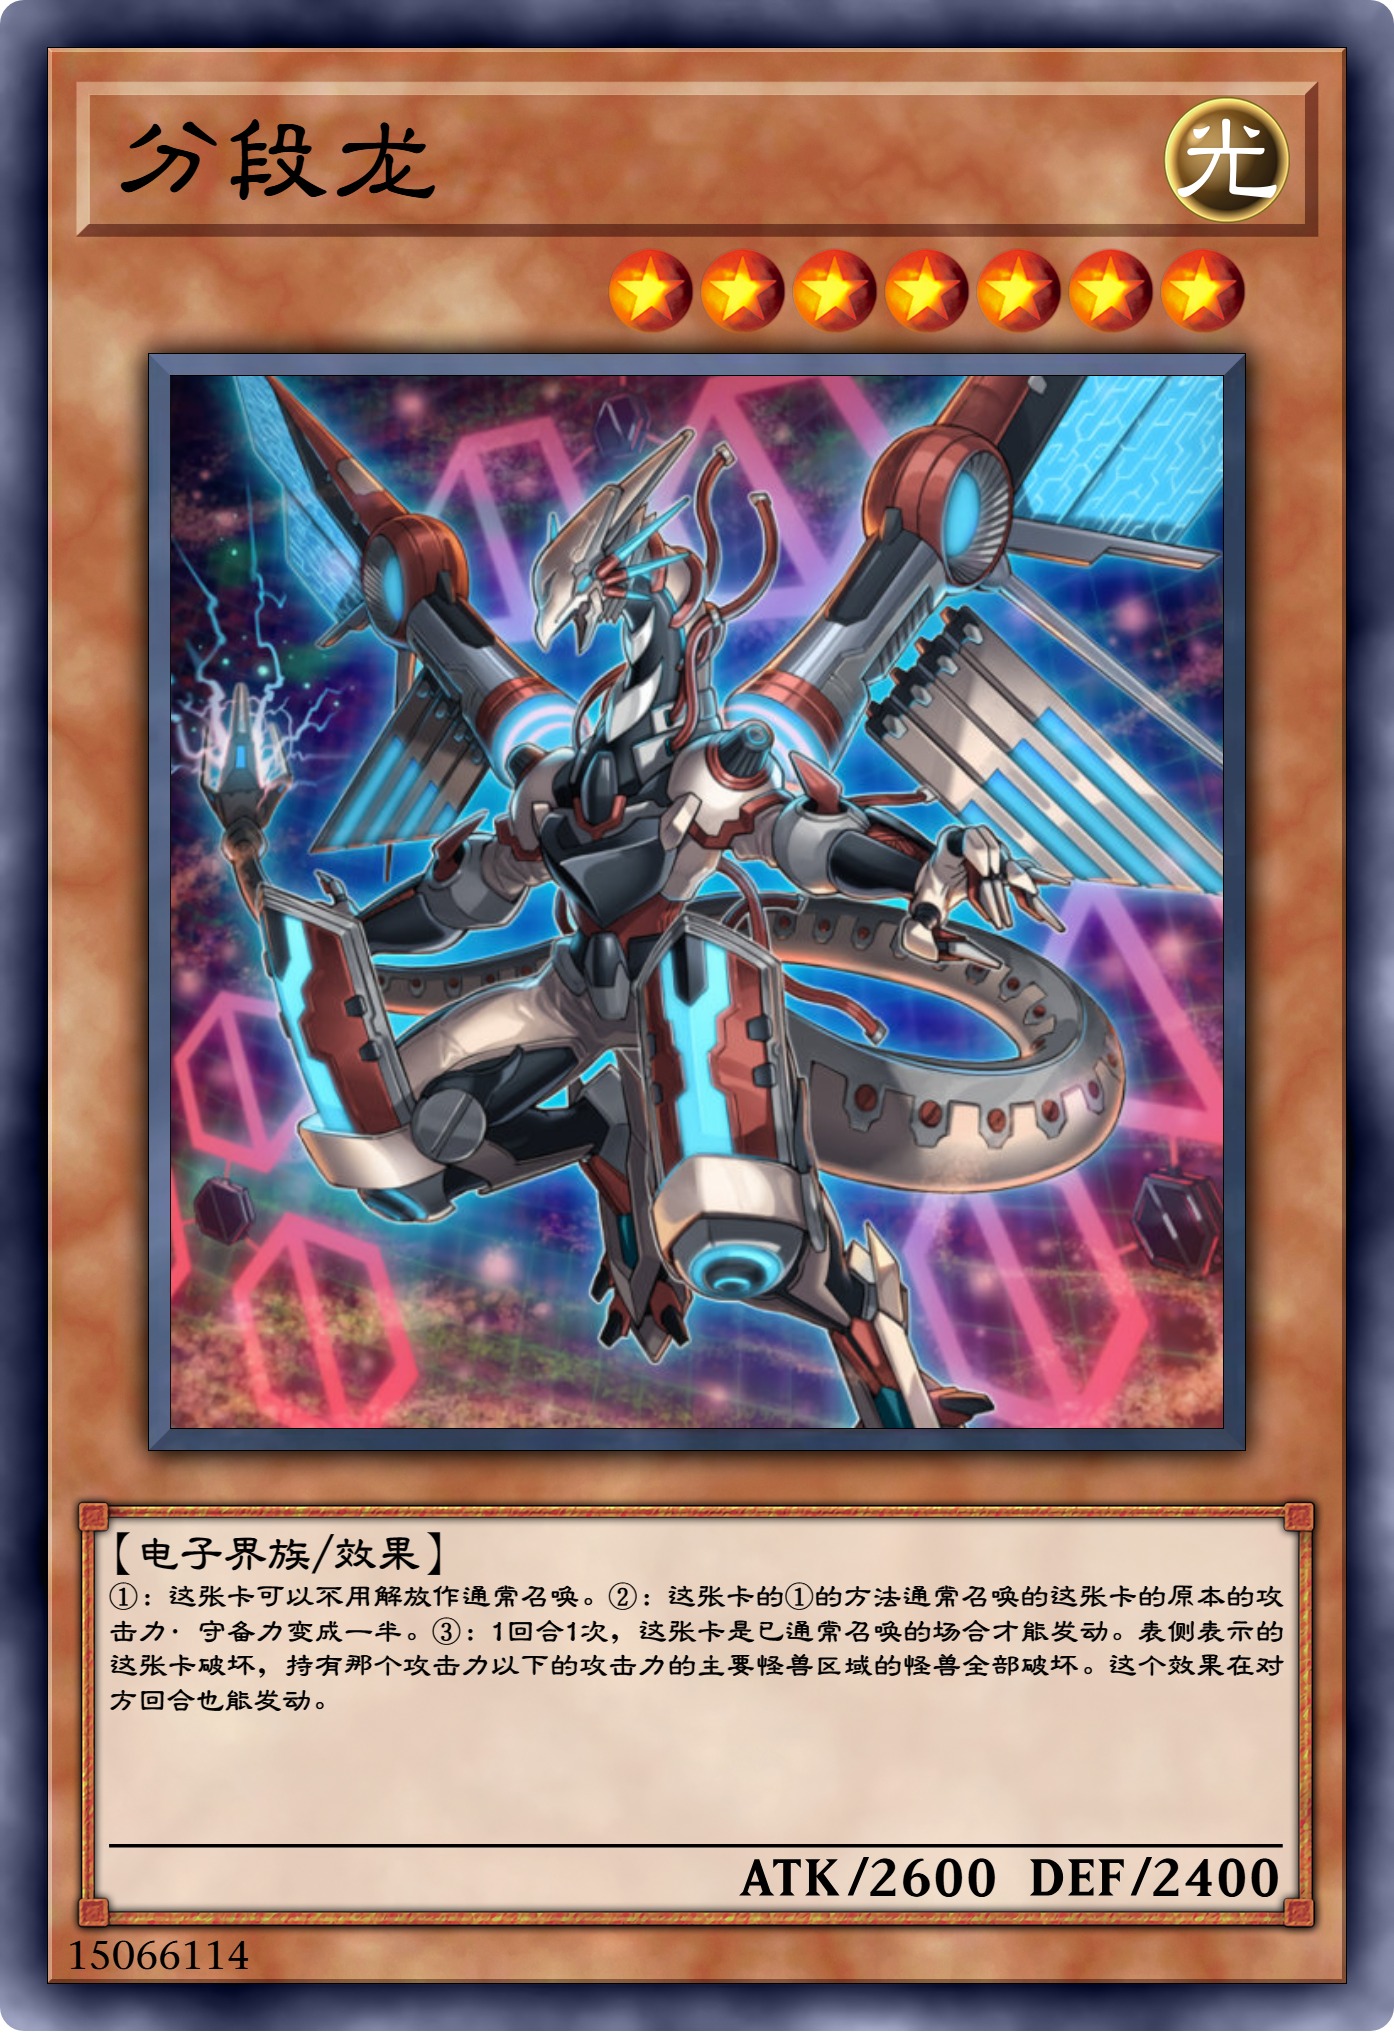 分段龙
光
【电子界族/效果】
①：这张卡可以不用解放作通常召唤。②：这张卡的①的方法通常召唤的这张卡的原本的攻
击力·守备力变成一半。③：1回合1次，这张卡是已通常召唤的场合才能发动。表侧表示的
这张卡破坏，持有那个攻击力以下的攻击力的主要怪兽区域的怪兽全部破坏。这个效果在对
方回合也能发动。
ATK/2600 DEF/2400
15066114